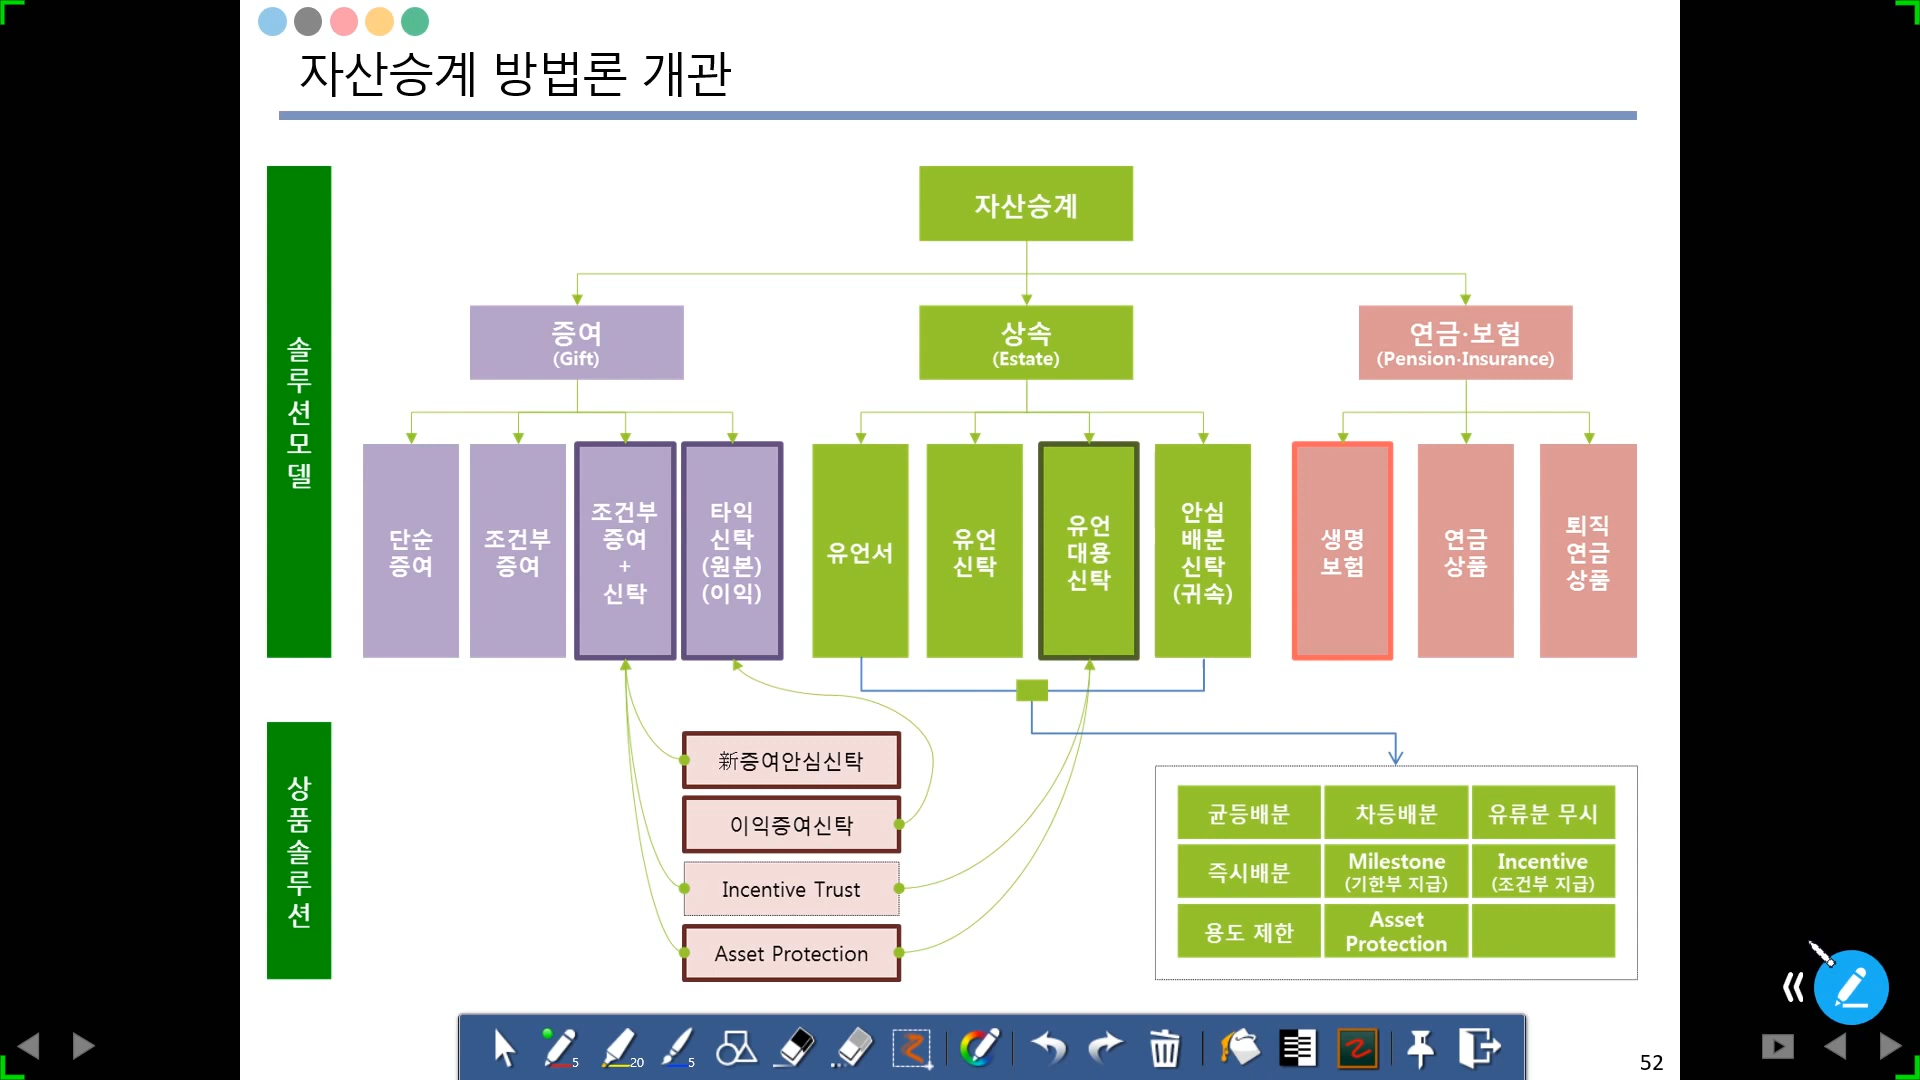 자산승계 방법론 개관
솔
루
션
모
델
자산승계
증여
(Gift)
상속
(Estate)
연금·보험
(Pension·Insurance)
단순
증여
조건부
증여
조건부
증여
+
신탁
타익
신탁
(원본)
(이익)
유언서
유언
신탁
유언
대용
신탁
안심
배분
신탁
(귀속)
생명
보험
연금
상품
퇴직
연금
상품
상
품
솔
루
션
新증여안심신탁
이익증여신탁
Incentive Trust
Asset Protection
균등배분
차등배분
유류분 무시
즉시배분
Milestone
(기한부 지급)
Incentive
(조건부 지급)
용도 제한
Asset
Protection
5
20
5
52